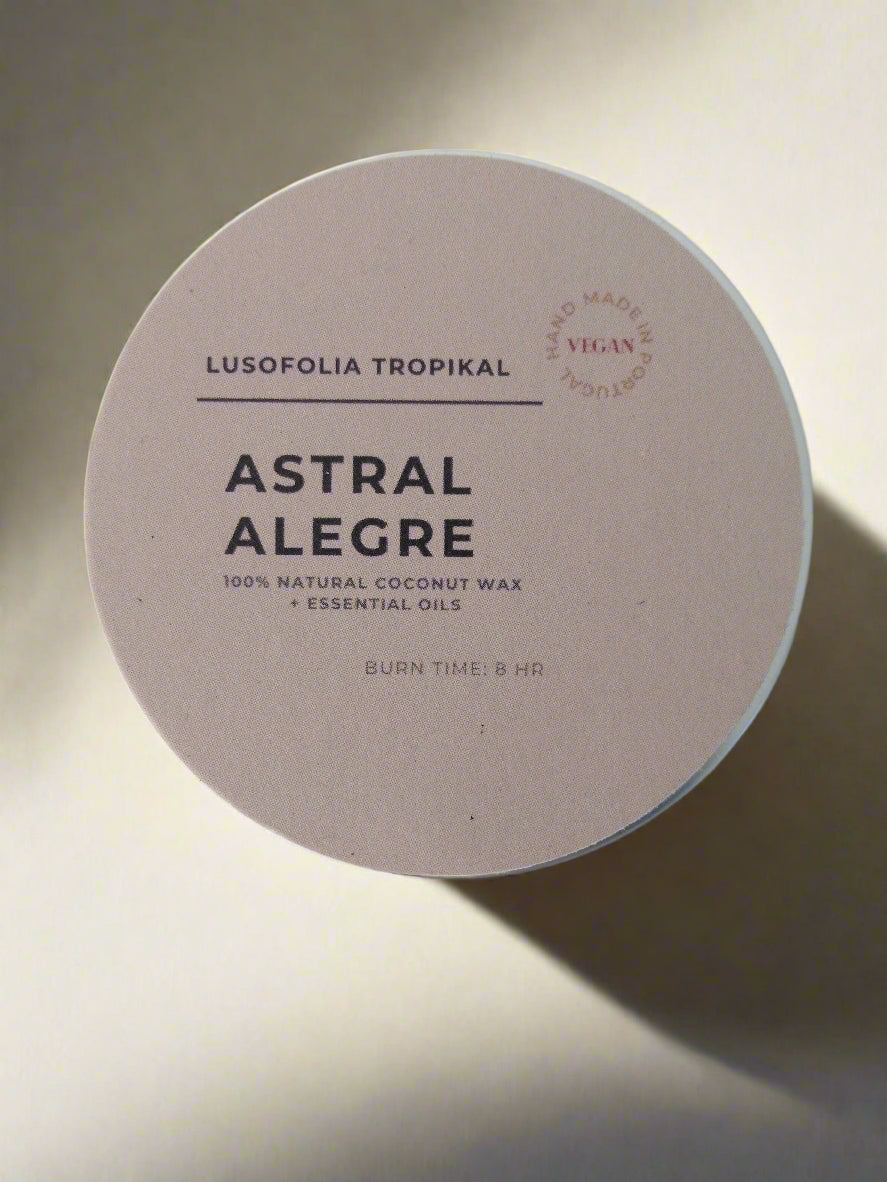 LUSOFOLIA TROPIKAL
HAND MADE IN PORTUGAL
VEGAN
ASTRAL
ALEGRE
100% NATURAL COCONUT WAX
+ ESSENTIAL OILS
BURN TIME: 8 HR